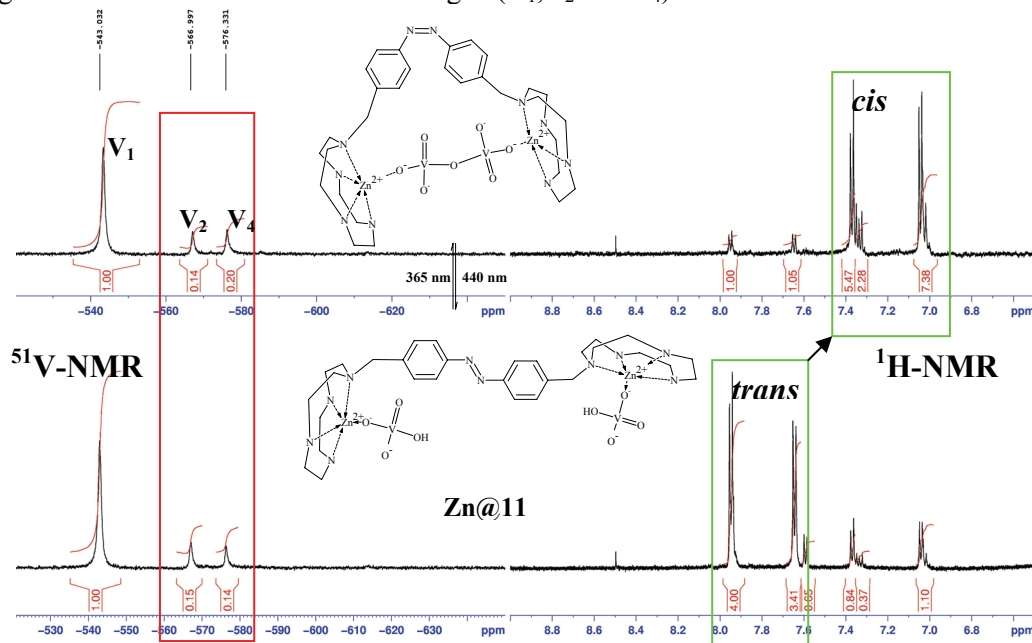 -543.032
-566.997
-576.331
V1
V2
V4
N=N
N
N
N
N
Zn2+
O-
O
V
O-
O
O-
V
O
O-
Zn2+
N
N
N
N
cis
1.00
0.14
0.20
1.00
1.05
5.47
2.28
7.38
365 nm
440 nm
-540 -560 -580 -600 -620 ppm
8.8 8.6 8.4 8.2 8.0 7.8 7.6 7.4 7.2 7.0 6.8 ppm
51V-NMR
N
N
N
N
Zn2+
O-
O
V
OH
O-
N
N
N
N
N
N
Zn2+
O-
HO
V
O
O-
trans
1H-NMR
Zn@11
1.00
0.15
0.14
4.00
3.41
0.84
0.37
1.10
-530 -540 -550 -560 -570 -580 -590 -600 -610 -620 -630 ppm
8.8 8.6 8.4 8.2 8.0 7.8 7.6 7.4 7.2 7.0 ppm